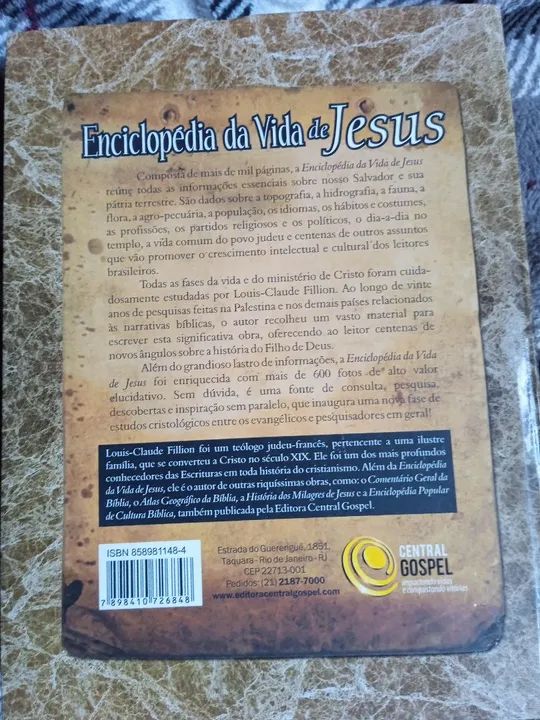 Enciclopédia da Vida de Jesus
Composta de mais de mil páginas, a Enciclopédia da Vida de Jesus
reúne todas as informações essenciais sobre nosso Salvador e sua
pátria terrestre. São dados sobre a topografia, a hidrografia, a fauna, a
flora, a agro-pecuária, a população, os idiomas, os hábitos e costumes,
as profissões, os partidos religiosos e os políticos, o dia-a-dia no
templo, a vida comum do povo judeu e centenas de outros assuntos
que vão promover o crescimento intelectual e cultural dos leitores
brasileiros.
Todas as fases da vida e do ministério de Cristo foram cuida-
dosamente estudadas por Louis-Claude Fillion. Ao longo de vinte
anos de pesquisas feitas na Palestina e nos demais países relacionados
às narrativas bíblicas, o autor recolheu um vasto material para
escrever esta significativa obra, oferecendo ao leitor centenas de
novos ângulos sobre a história do Filho de Deus.
Além do grandioso lastro de informações, a Enciclopédia da Vida
de Jesus foi enriquecida com mais de 600 fotos de alto valor
elucidativo. Sem dúvida, é uma fonte de consulta, pesquisa,
descobertas e inspiração sem paralelo, que inaugura uma nova fase de
estudos cristológicos entre os evangélicos e pesquisadores em geral!
Louis-Claude Fillion foi um teólogo judeu-francês, pertencente a uma ilustre
família, que se converteu a Cristo no século XIX. Ele foi um dos mais profundos
conhecedores das Escrituras em toda história do cristianismo. Além da Enciclopédia
da Vida de Jesus, ele é o autor de outras riquíssimas obras, como: o Comentário Geral da
Bíblia, o Atlas Geográfico da Bíblia, a História dos Milagres de Jesus e a Enciclopédia Popular
de Cultura Bíblica, também publicada pela Editora Central Gospel.
ISBN 858981148-4
7 898410 726848
Estrada do Guerenguê, 1851,
Taquara - Rio de Janeiro - RJ
CEP 22713-001
Pedidos: (21) 2187-7000
www.editoracentralgospel.com
CENTRAL
GOSPEL
impactando vidas
e conquistando vitórias